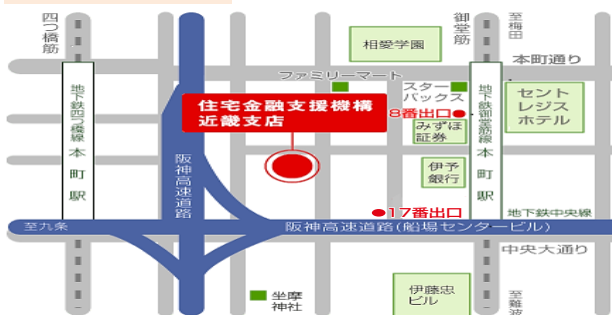 四つ橋筋
御堂筋
至梅田
相愛学園
本町通り
ファミリーマート
スター
バックス
セント
レジス
ホテル
住宅金融支援機構
近畿支店
8番出口
みずほ
証券
地下鉄四つ橋線
本町駅
地下鉄御堂筋線
本町駅
阪神高速道路
伊予
銀行
17番出口
地下鉄中央線
至九条
阪神高速道路(船場センタービル)
中央大通り
坐摩
神社
伊藤忠
ビル
至難波